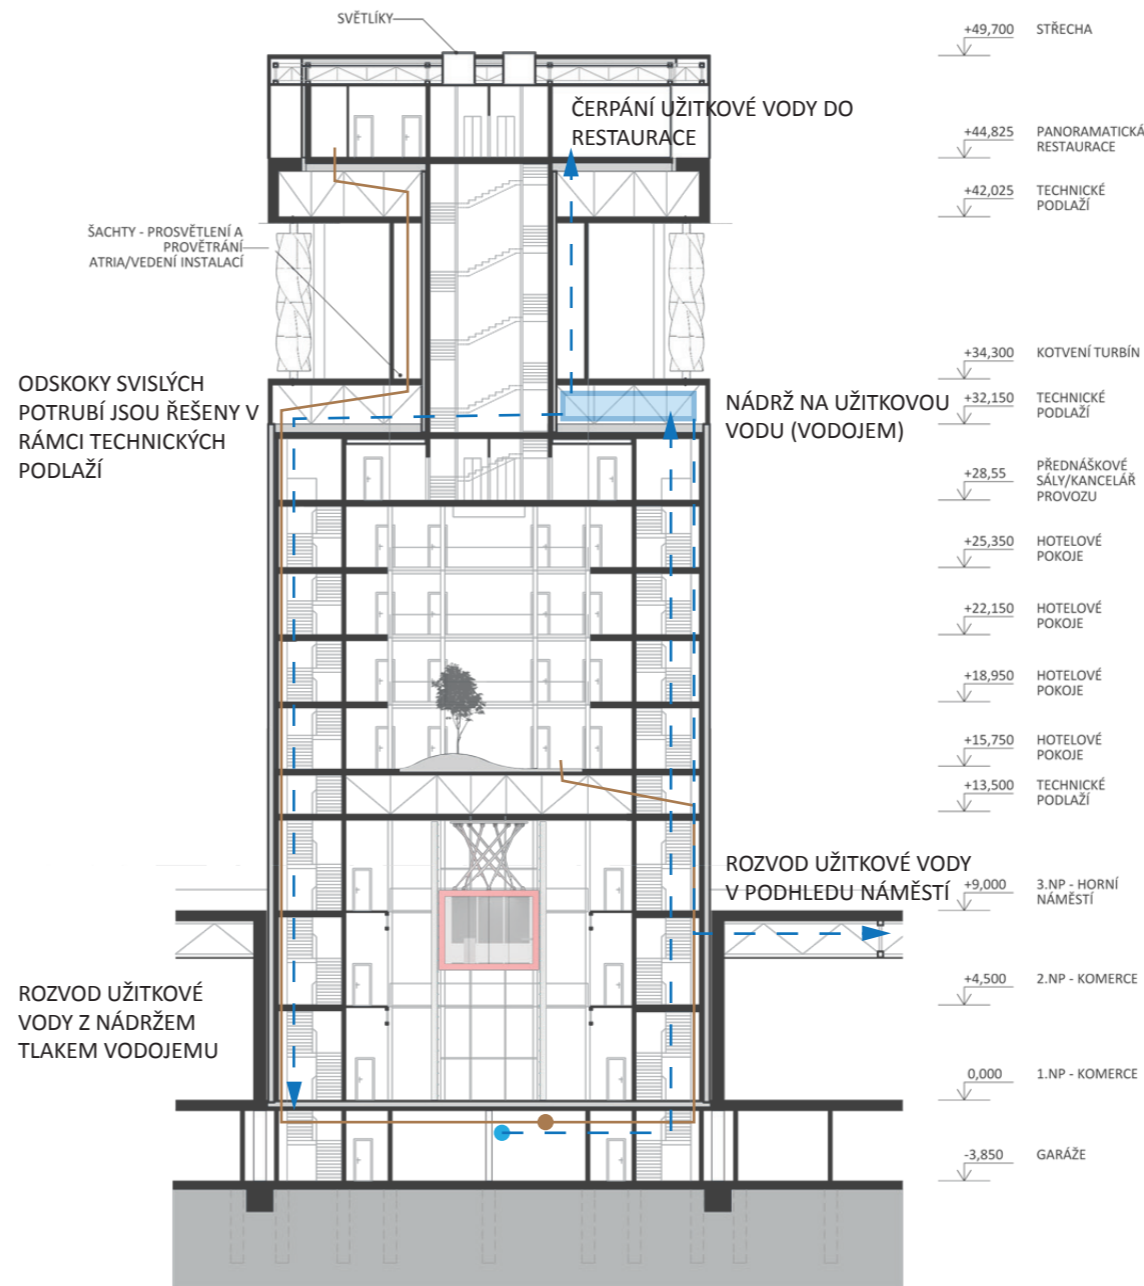 SVĚTLÍKY
ČERPÁNÍ UŽITKOVÉ VODY DO
RESTAURACE
ŠACHTY - PROSVĚTLENÍ A
PROVĚTRÁNÍ
ATRIA/VEDENÍ INSTALACÍ
ODSKOKY SVISLÝCH
POTRUBÍ JSOU ŘEŠENY V
RÁMCI TECHNICKÝCH
PODLAŽÍ
NÁDRŽ NA UŽITKOVOU
VODU (VODOJEM)
ROZVOD UŽITKOVÉ VODY
V PODHLEDU NÁMĚSTÍ
ROZVOD UŽITKOVÉ
VODY Z NÁDRŽEM
TLAKEM VODOJEMU
+49,700 STŘECHA
+44,825 PANORAMATICKÁ
RESTAURACE
+42,025 TECHNICKÉ
PODLAŽÍ
+34,300 KOTVENÍ TURBÍN
+32,150 TECHNICKÉ
PODLAŽÍ
+28,55 PŘEDNÁŠKOVÉ
SÁLY/KANCELÁŘ
PROVOZU
+25,350 HOTELOVÉ
POKOJE
+22,150 HOTELOVÉ
POKOJE
+18,950 HOTELOVÉ
POKOJE
+15,750 HOTELOVÉ
POKOJE
+13,500 TECHNICKÉ
PODLAŽÍ
+9,000 3.NP - HORNÍ
NÁMĚSTÍ
+4,500 2.NP - KOMERCE
0,000 1.NP - KOMERCE
-3,850 GARÁŽE